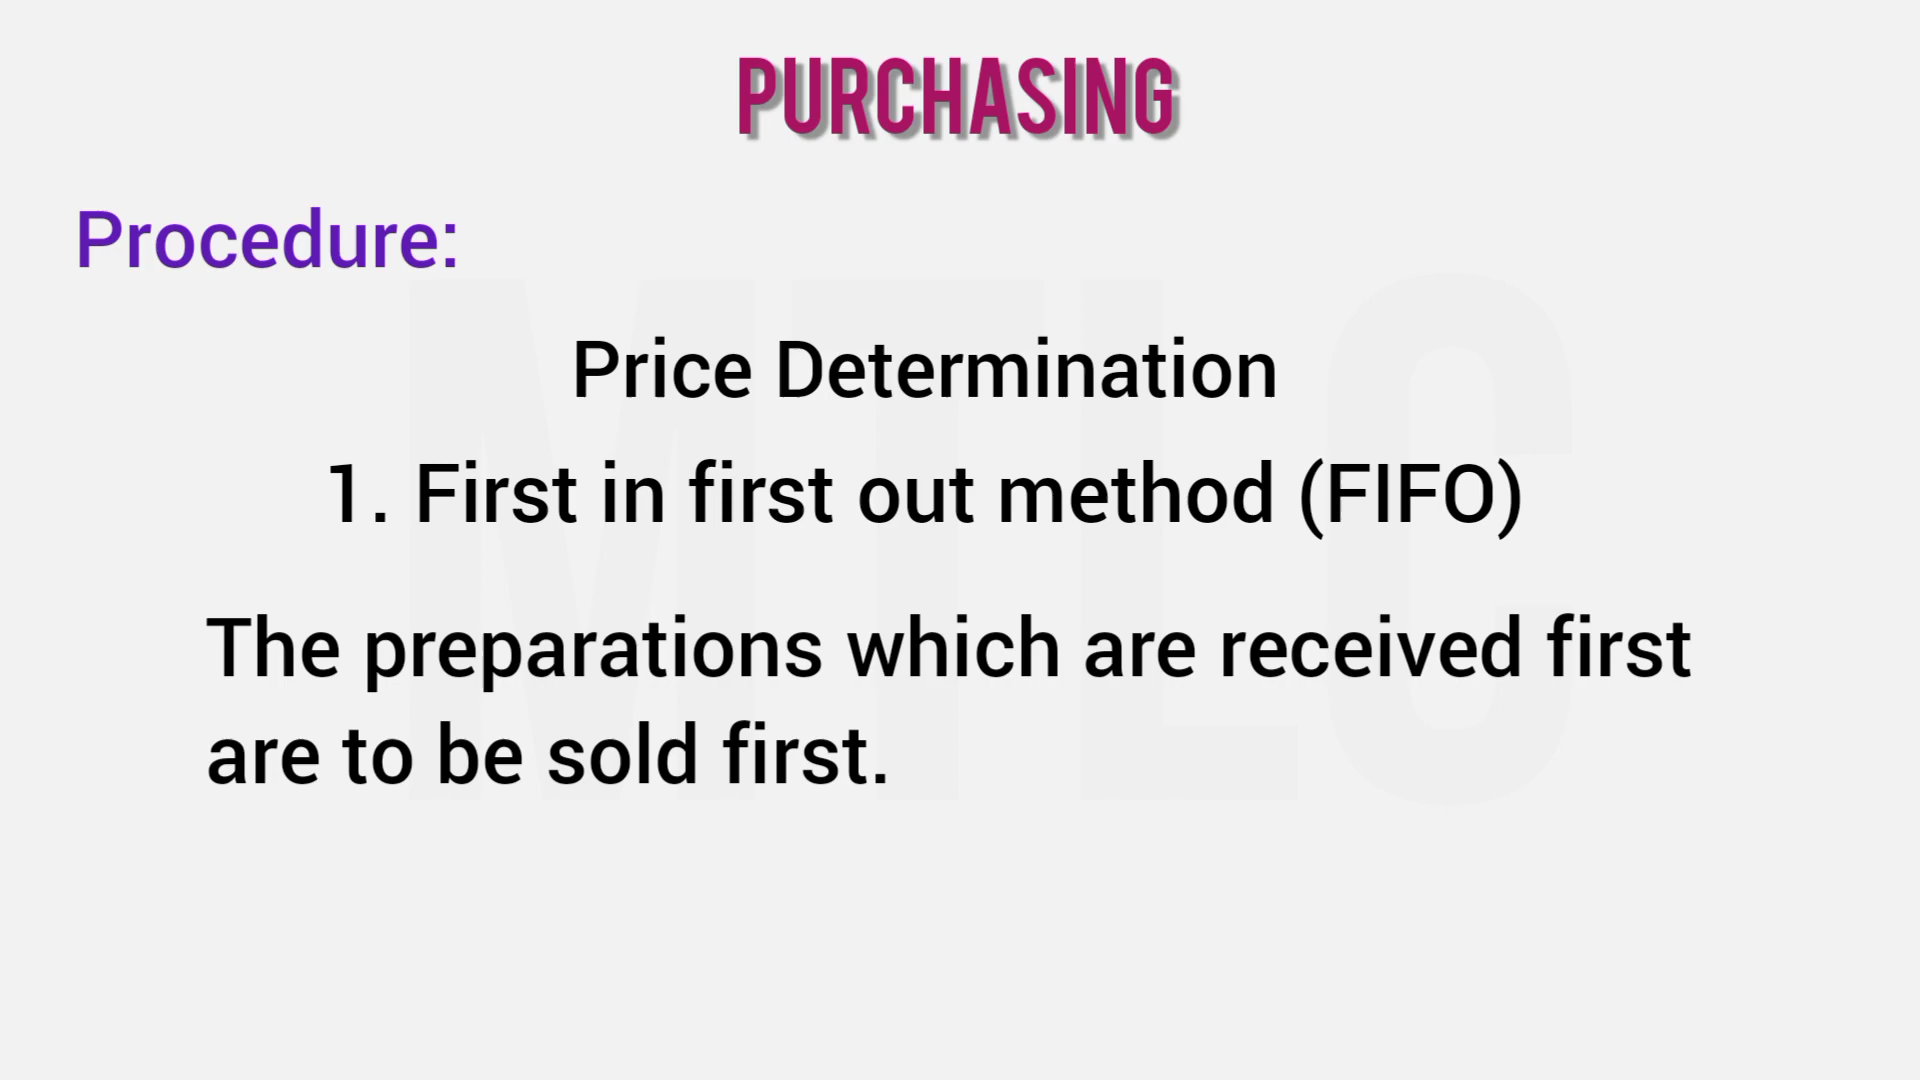 PURCHASING
Procedure:
Price Determination
1. First in first out method (FIFO)
The preparations which are received first
are to be sold first.
MTLC